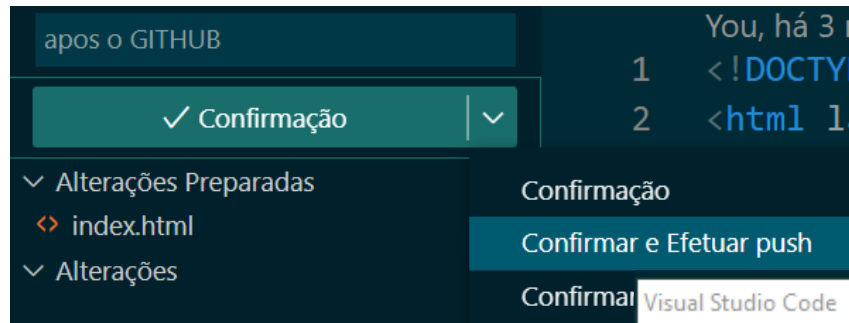 apos o GITHUB
Confirmação
Alterações Preparadas
index.html
Alterações
You, há 3
1 <!DOCTY
2 <html l
Confirmação
Confirmar e Efetuar push
Confirmar
Visual Studio Code